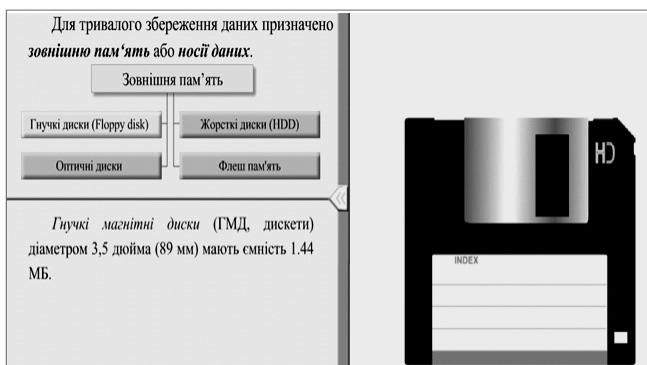 Для тривалого збереження даних призначено
зовнішню пам‘ять або носії даних.
Зовнішня пам’ять
Гнучкі диски (Floppy disk)
Жорсткі диски (HDD)
Оптичні диски
Флеш пам'ять
Гнучкі магнітні диски (ГМД, дискети)
діаметром 3,5 дюйма (89 мм) мають ємність 1.44
МБ.
HD
INDEX